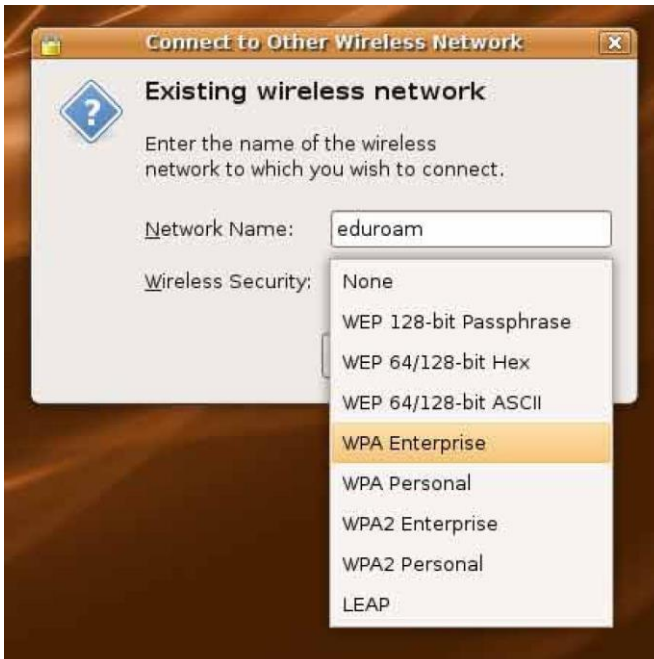 Connect to Other Wireless Network
Existing wireless network
Enter the name of the wireless
network to which you wish to connect.
Network Name: eduroam
Wireless Security:
None
WEP 128-bit Passphrase
WEP 64/128-bit Hex
WEP 64/128-bit ASCII
WPA Enterprise
WPA Personal
WPA2 Enterprise
WPA2 Personal
LEAP